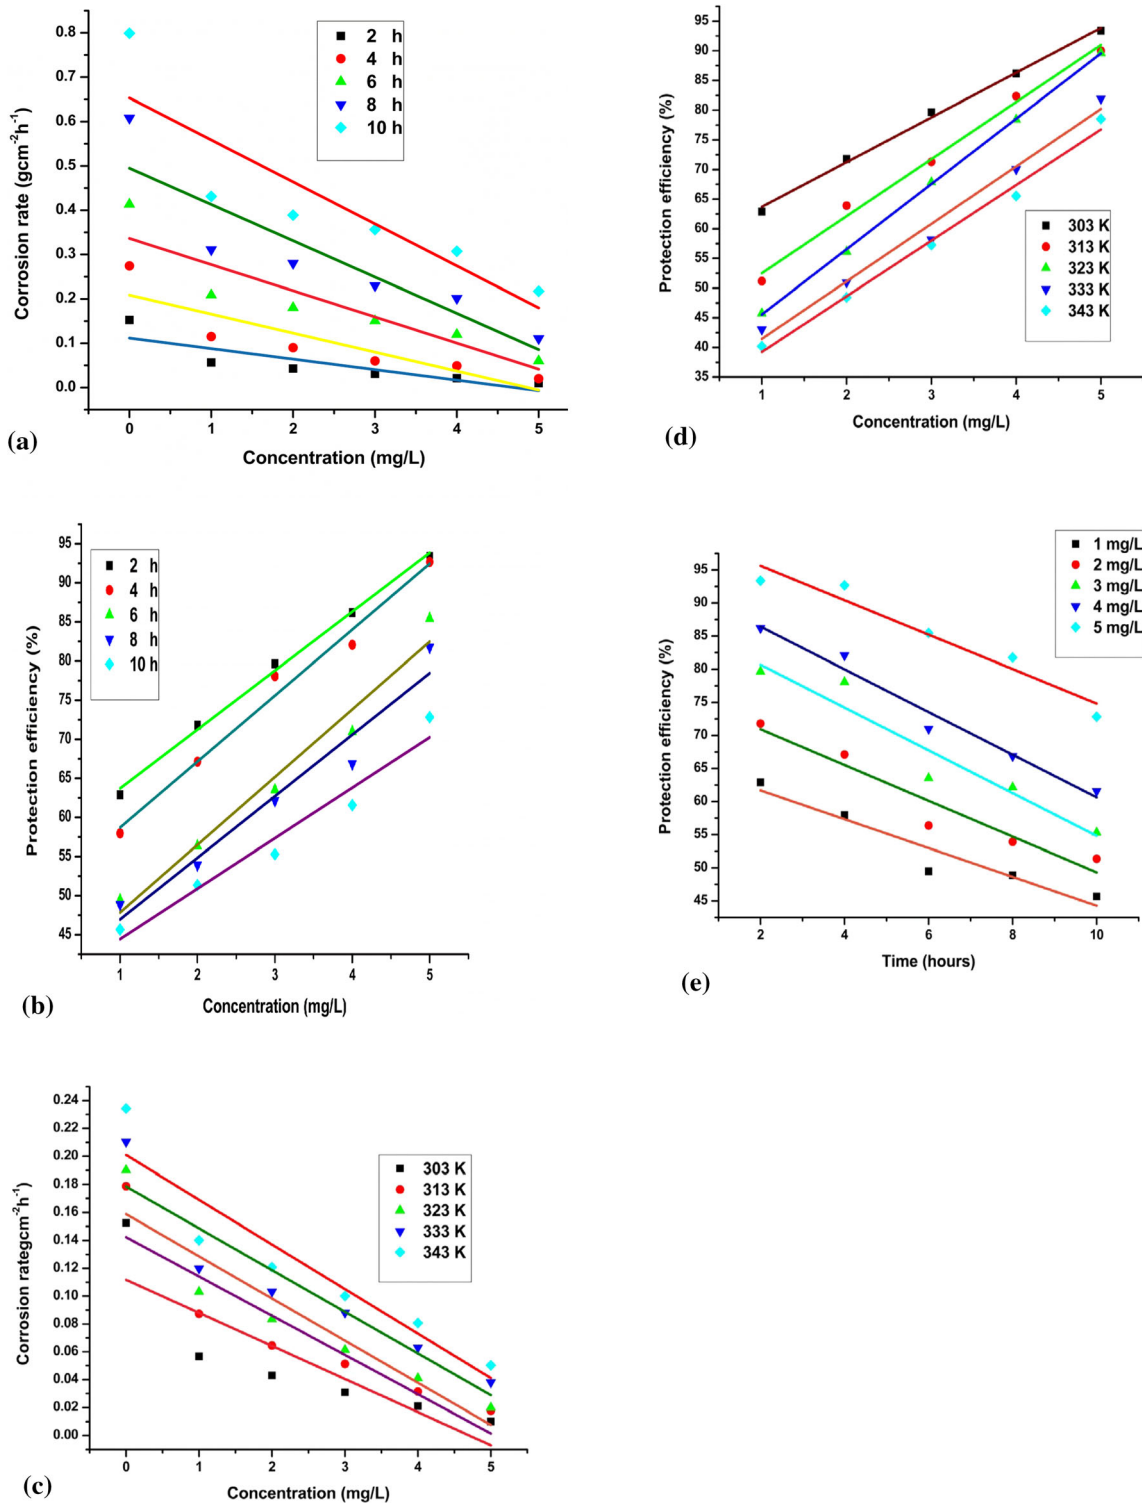 0.8
0.7
0.6
0.5
0.4
0.3
0.2
0.1
0.0
Corrosion rate (gcm⁻²h⁻¹)
2 h
4 h
6 h
8 h
10 h
0 1 2 3 4 5
Concentration (mg/L)
(a)
95
90
85
80
75
70
65
60
55
50
45
40
35
Protection efficiency (%)
303 K
313 K
323 K
333 K
343 K
1 2 3 4 5
Concentration (mg/L)
(d)
95
90
85
80
75
70
65
60
55
50
45
Protection efficiency (%)
2 h
4 h
6 h
8 h
10 h
1 2 3 4 5
Concentration (mg/L)
(b)
95
90
85
80
75
70
65
60
55
50
45
Protection efficiency (%)
1 mg/L
2 mg/L
3 mg/L
4 mg/L
5 mg/L
2 4 6 8 10
Time (hours)
(e)
0.24
0.22
0.20
0.18
0.16
0.14
0.12
0.10
0.08
0.06
0.04
0.02
0.00
Corrosion rategcm⁻²h⁻¹)
303 K
313 K
323 K
333 K
343 K
0 1 2 3 4 5
Concentration (mg/L)
(c)